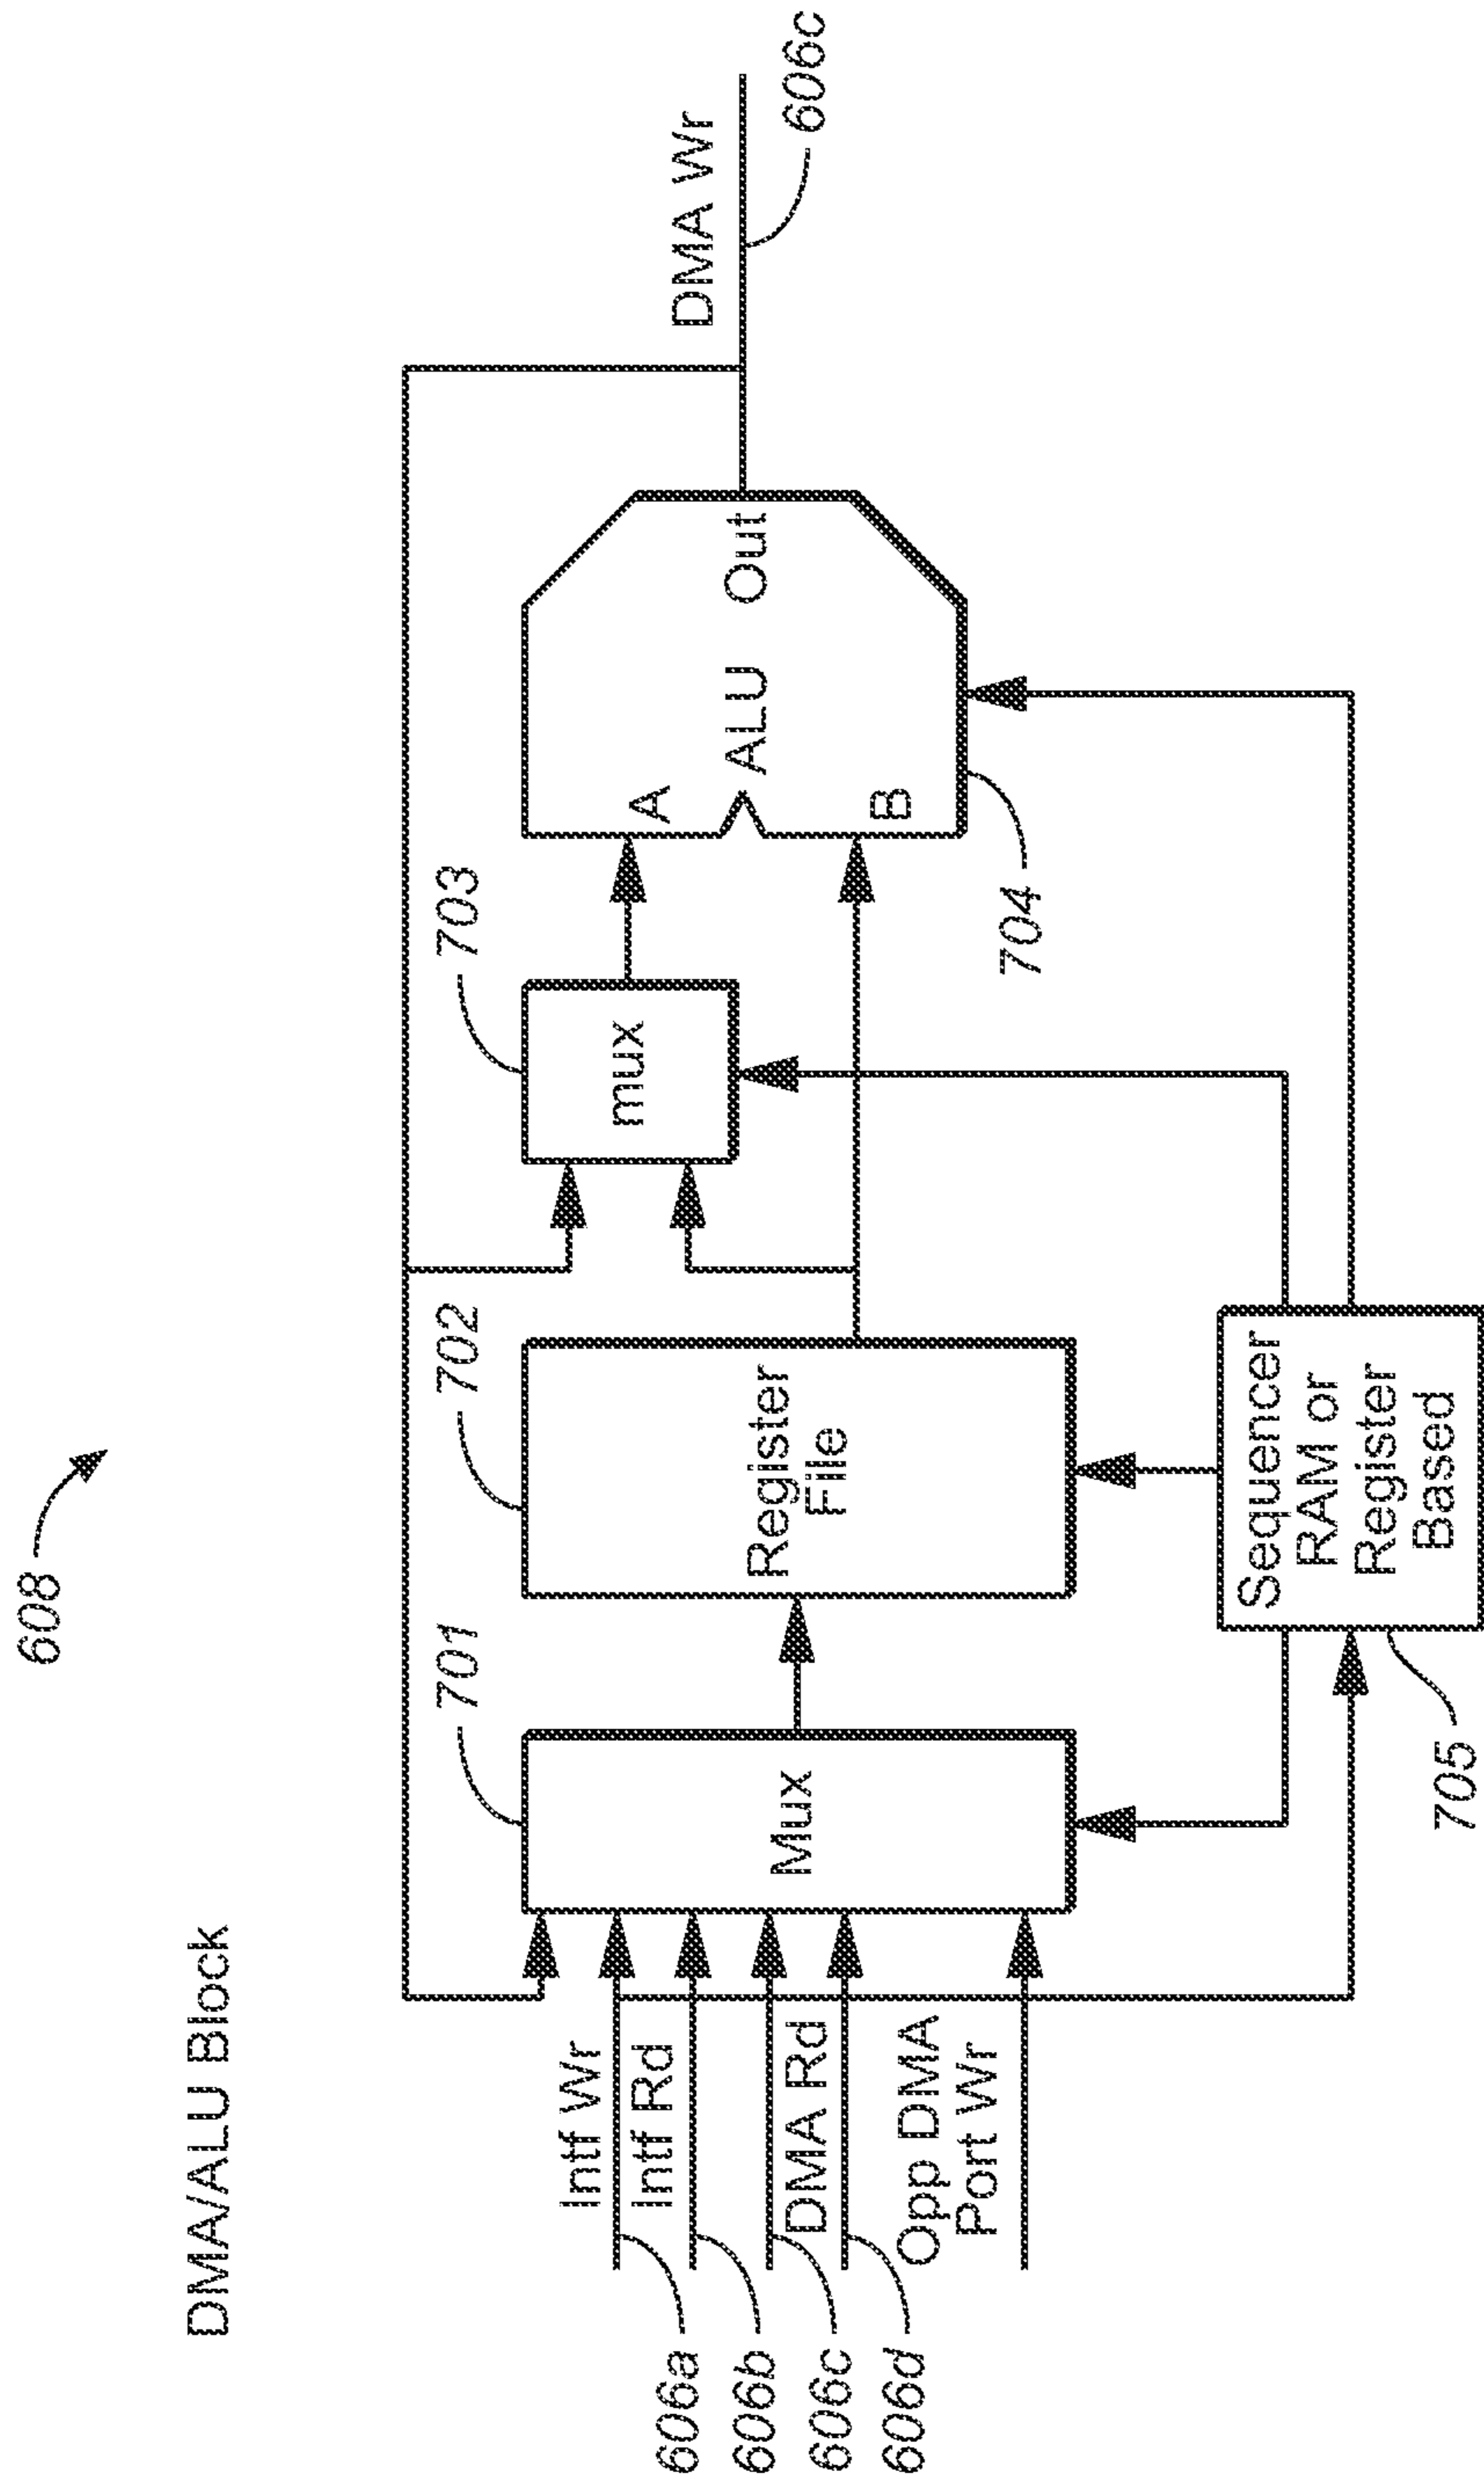 608
DMA/ALU Block
701
702
703
Intf Wr
Intf Rd
DMA Rd
Opp DMA
Port Wr
606a
606b
606c
606d
Mux
Register
File
mux
A
B
ALU Out
704
DMA Wr
606c
Sequencer
RAM or
Register
Based
705